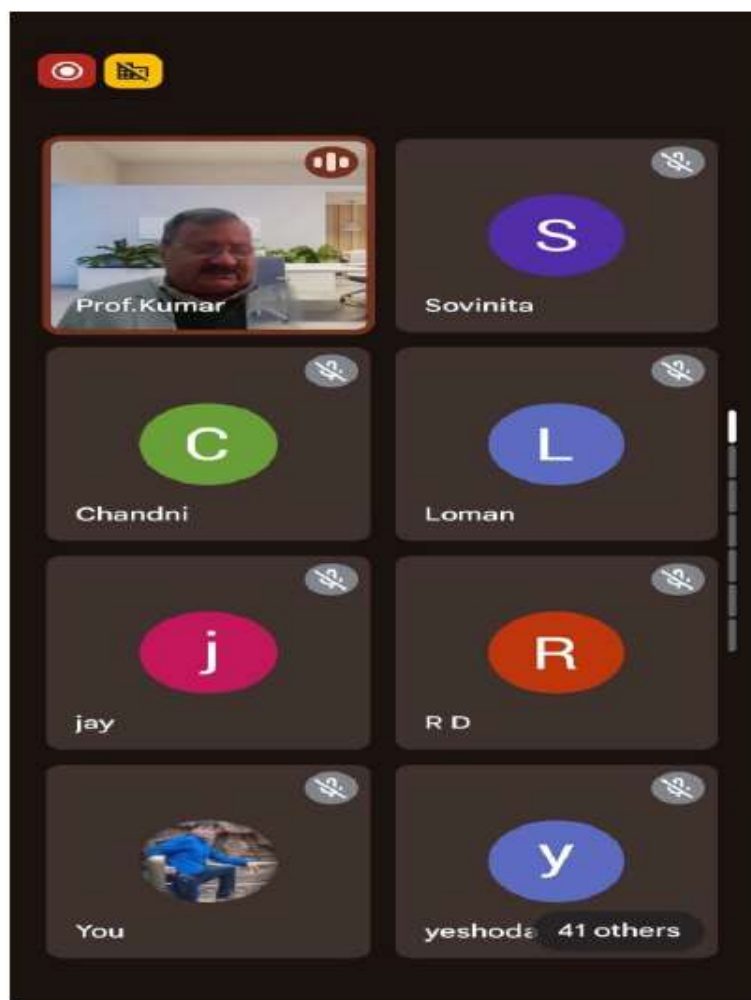 Prof.Kumar
S
Sovinita
C
Chandni
L
Loman
j
jay
R
R D
You
y
yeshoda
41 others